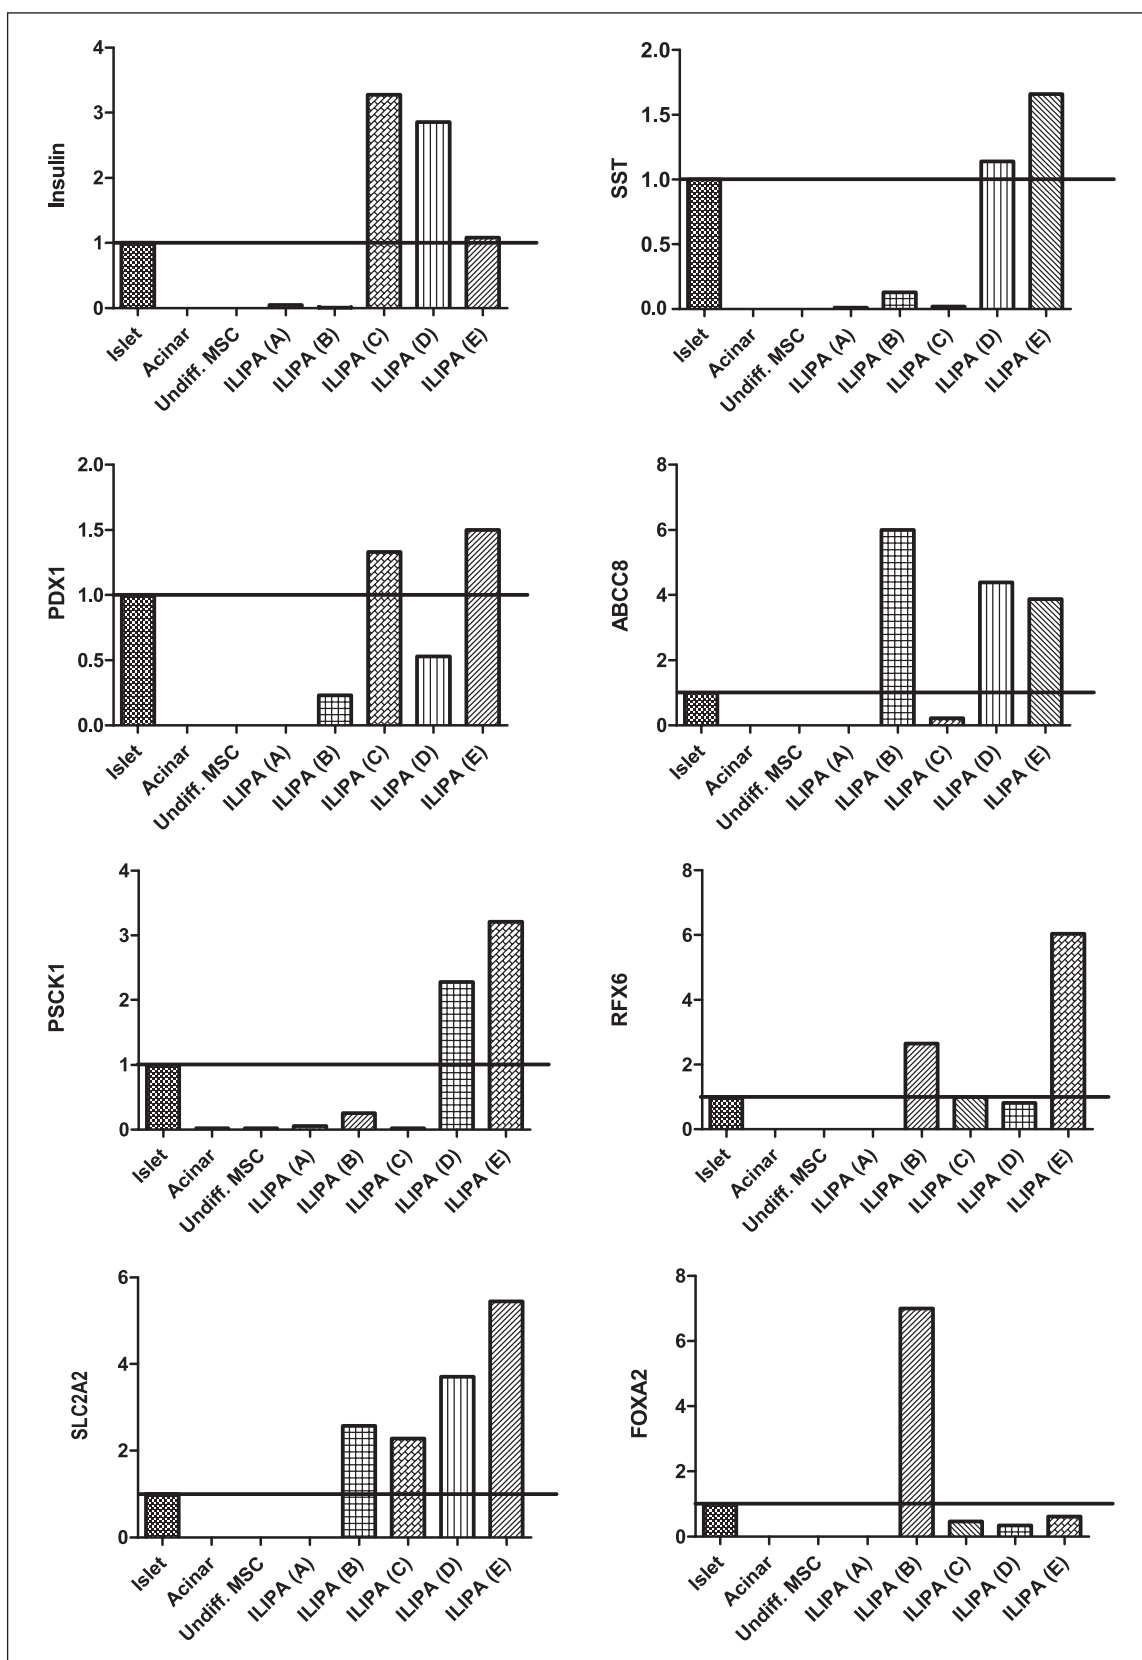 Insulin
4
3
2
1
0
Islet
Acinar
Undiff. MSC
ILIPA (A)
ILIPA (B)
ILIPA (C)
ILIPA (D)
ILIPA (E)
SST
2.0
1.5
1.0
0.5
0.0
Islet
Acinar
Undiff. MSC
ILIPA (A)
ILIPA (B)
ILIPA (C)
ILIPA (D)
ILIPA (E)
PDX1
2.0
1.5
1.0
0.5
0.0
Islet
Acinar
Undiff. MSC
ILIPA (A)
ILIPA (B)
ILIPA (C)
ILIPA (D)
ILIPA (E)
ABCC8
8
6
4
2
0
Islet
Acinar
Undiff. MSC
ILIPA (A)
ILIPA (B)
ILIPA (C)
ILIPA (D)
ILIPA (E)
PSCK1
4
3
2
1
0
Islet
Acinar
Undiff. MSC
ILIPA (A)
ILIPA (B)
ILIPA (C)
ILIPA (D)
ILIPA (E)
RFX6
8
6
4
2
0
Islet
Acinar
Undiff. MSC
ILIPA (A)
ILIPA (B)
ILIPA (C)
ILIPA (D)
ILIPA (E)
SLC2A2
6
4
2
0
Islet
Acinar
Undiff. MSC
ILIPA (A)
ILIPA (B)
ILIPA (C)
ILIPA (D)
ILIPA (E)
FOXA2
8
6
4
2
0
Islet
Acinar
Undiff. MSC
ILIPA (A)
ILIPA (B)
ILIPA (C)
ILIPA (D)
ILIPA (E)